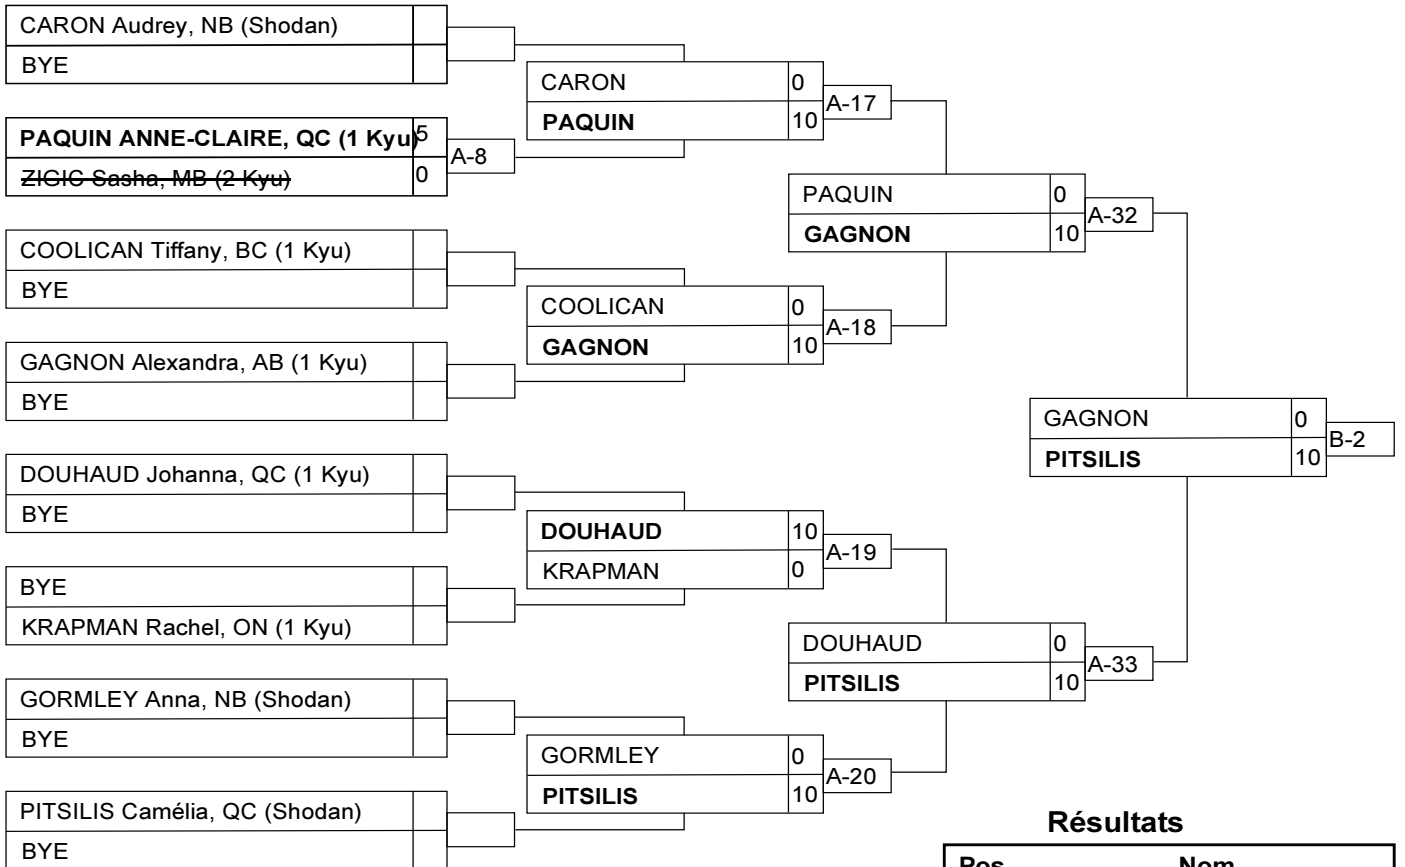 CARON Audrey, NB (Shodan)
BYE
PAQUIN ANNE-CLAIRE, QC (1 Kyu) 5
ZIGIC Sasha, MB (2 Kyu) 0
A-8
COOLICAN Tiffany, BC (1 Kyu)
BYE
GAGNON Alexandra, AB (1 Kyu)
BYE
DOUHAUD Johanna, QC (1 Kyu)
BYE
BYE
KRAPMAN Rachel, ON (1 Kyu)
GORMLEY Anna, NB (Shodan)
BYE
PITSILIS Camélia, QC (Shodan)
BYE
CARON 0
PAQUIN 10
A-17
COOLICAN 0
GAGNON 10
A-18
DOUHAUD 10
KRAPMAN 0
A-19
GORMLEY 0
PITSILIS 10
A-20
PAQUIN 0
GAGNON 10
A-32
DOUHAUD 0
PITSILIS 10
A-33
GAGNON 0
PITSILIS 10
B-2
Résultats
Pos Nom